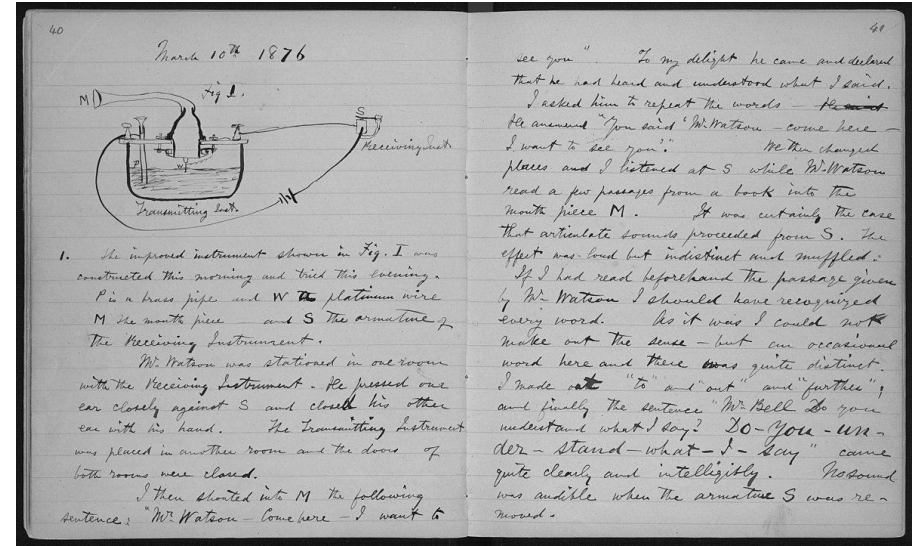 40
March 10th 1876
Fig 1.
M
S
Receiving Inst.
P
W
Transmitting Inst.
1. The improved instrument shown in Fig. I was
constructed this morning and tried this evening.
P is a brass pipe and W the platinum wire
M the mouth piece and S the armature of
the Receiving Instrument.
Mr. Watson was stationed in one room
with the Receiving Instrument. He pressed one
ear closely against S and closed his other
ear with his hand. The Transmitting Instrument
was placed in another room and the doors of
both rooms were closed.
I then shouted into M the following
sentence: "Mr. Watson – Come here – I want to
40
see you". To my delight he came and declared
that he had heard and understood what I said.
I asked him to repeat the words – He said
He answered "You said 'Mr. Watson – come here –
I want to see you'." We then changed
places and I listened at S while Mr. Watson
read a few passages from a book into the
mouth piece M. It was certainly the case
that articulate sounds proceeded from S. The
effect was loud but indistinct and muffled.
If I had read beforehand the passage given
by Mr. Watson I should have recognized
every word. As it was I could not
make out the sense – but an occasional
word here and there was quite distinct.
I made out "to" and "out" and "further";
and finally the sentence "Mr. Bell Do you
understand what I say? Do–you–un–
der–stand–what–I–say" came
quite clearly and intelligibly. No sound
was audible when the armature S was re–
moved.